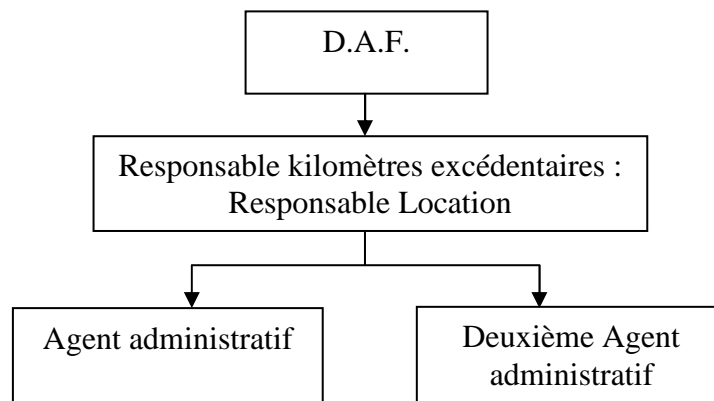 D.A.F.
Responsable kilomètres excédentaires :
Responsable Location
Agent administratif
Deuxième Agent
administratif